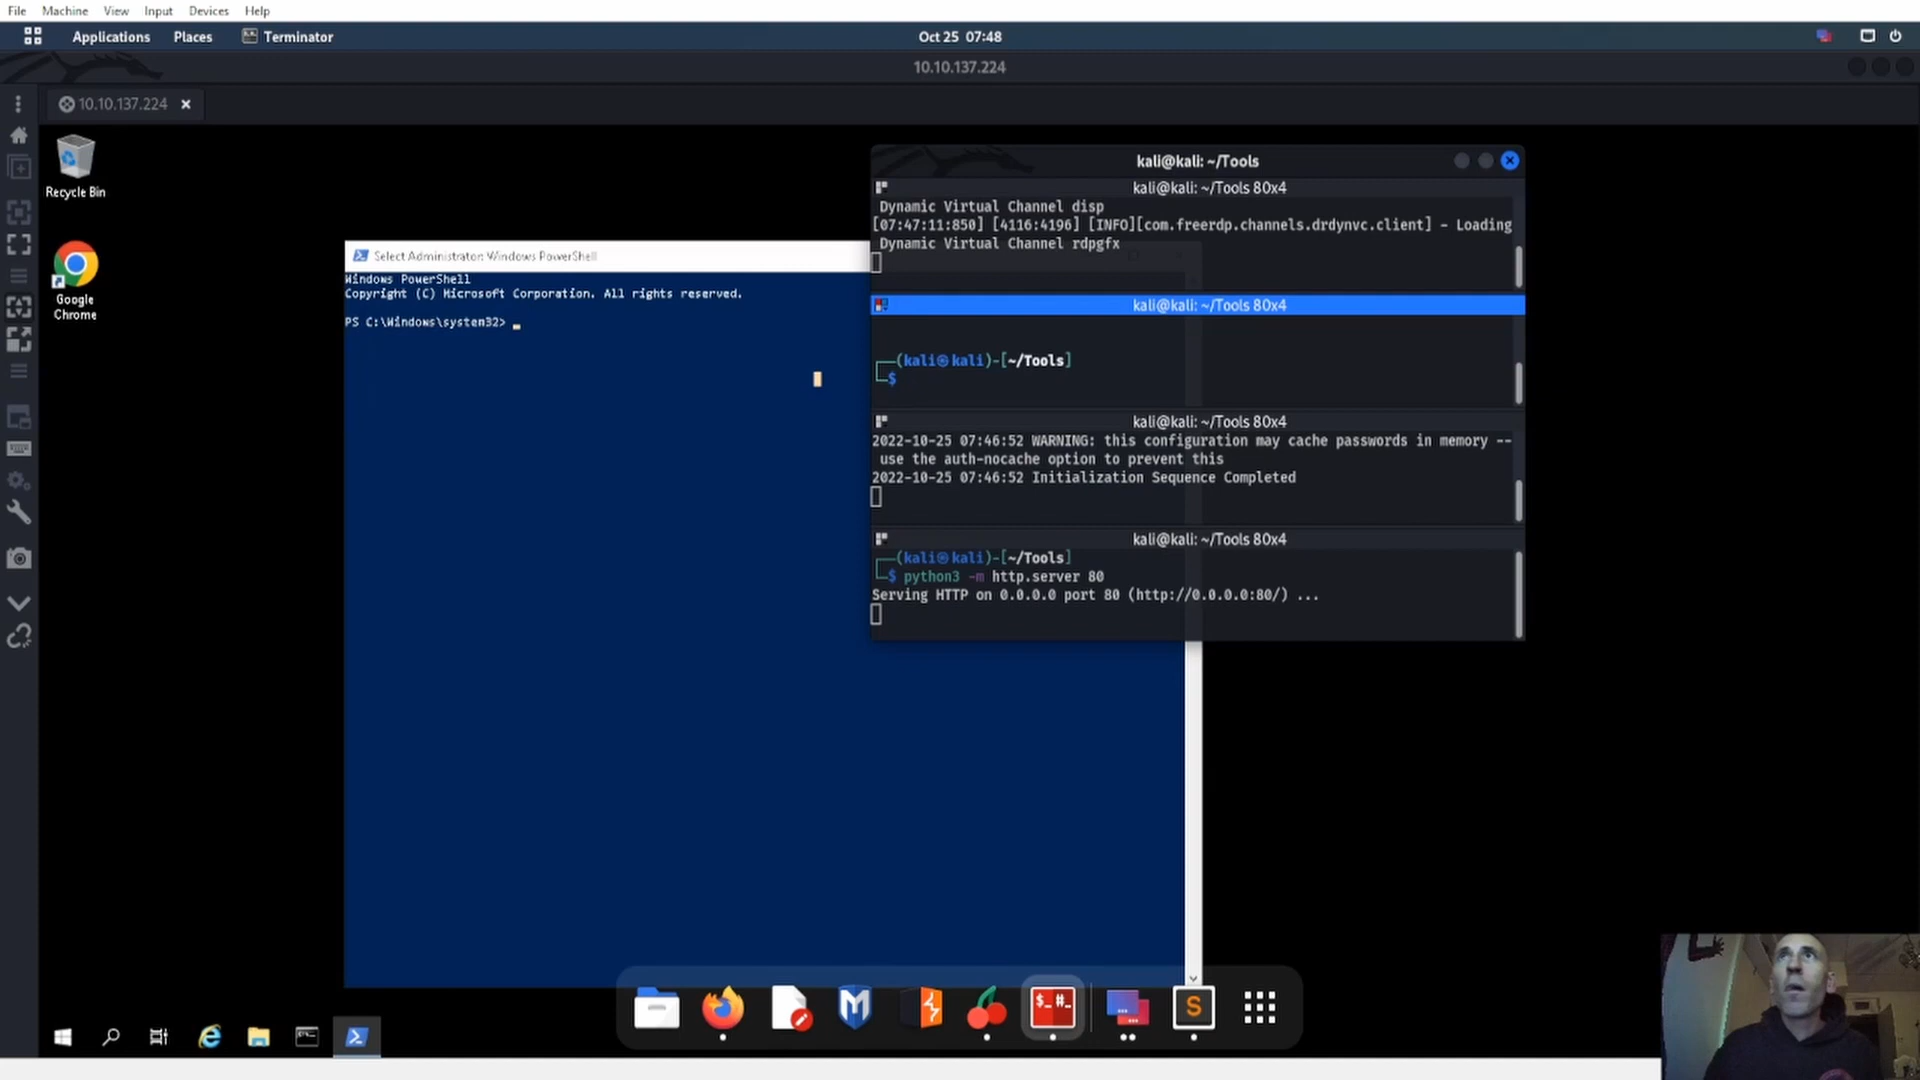 File Machine View Input Devices Help
Applications Places Terminator Oct 25 07:48
10.10.137.224
10.10.137.224
Recycle Bin
Google
Chrome
Select Administrator: Windows PowerShell
Windows PowerShell
Copyright (C) Microsoft Corporation. All rights reserved.
PS C:\Windows\system32>
kali@kali: ~/Tools
kali@kali: ~/Tools 80x4
Dynamic Virtual Channel disp
[07:47:11:850] [4116:4196] [INFO][com.freerdp.channels.drdynvc.client] - Loading
Dynamic Virtual Channel rdpgfx
kali@kali: ~/Tools 80x4
(kali㉿kali)-[~/Tools]
$
kali@kali: ~/Tools 80x4
2022-10-25 07:46:52 WARNING: this configuration may cache passwords in memory --
use the auth-nocache option to prevent this
2022-10-25 07:46:52 Initialization Sequence Completed
kali@kali: ~/Tools 80x4
(kali㉿kali)-[~/Tools]
$ python3 -m http.server 80
Serving HTTP on 0.0.0.0 port 80 (http://0.0.0.0:80/) ...
$_ #_
S